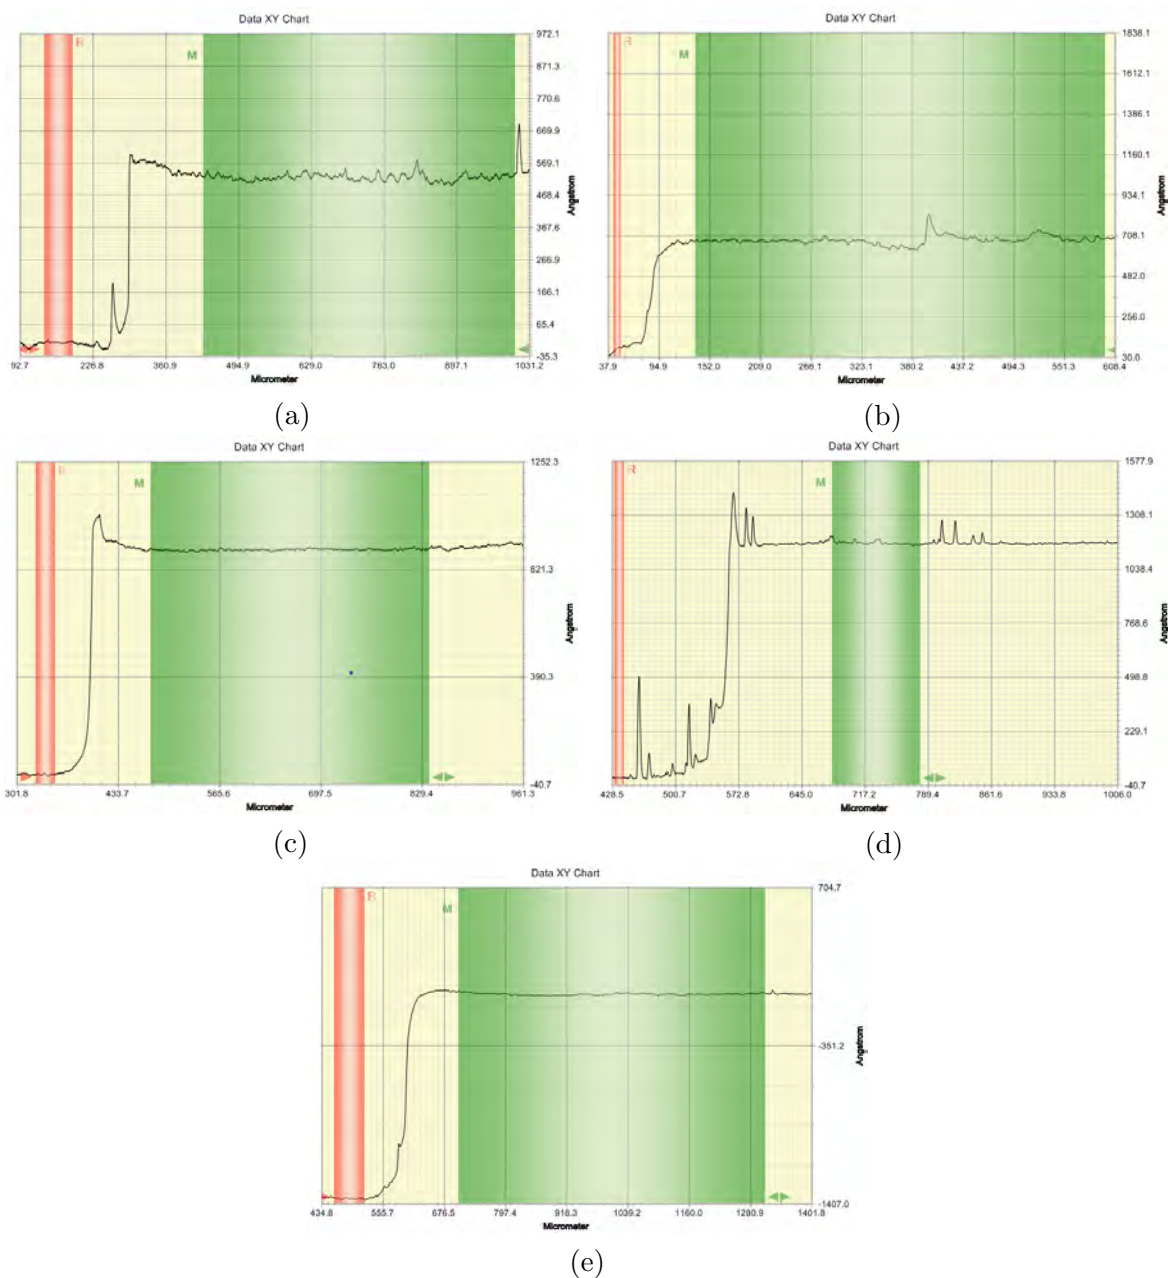 Data XY Chart
R
M
972.1
871.3
770.6
669.9
569.1
468.4
367.6
266.9
166.1
65.4
-35.3
Angstrom
92.7 226.8 360.9 494.9 629.0 763.0 897.1 1031.2
Micrometer
(a)
Data XY Chart
R
M
1838.1
1612.1
1386.1
1160.1
934.1
708.1
482.0
256.0
30.0
Angstrom
37.9 94.9 152.0 209.0 266.1 323.1 380.2 437.2 494.3 551.3 608.4
Micrometer
(b)
Data XY Chart
M
1252.3
821.3
390.3
-40.7
Angstrom
301.8 433.7 565.6 697.5 829.4 961.3
Micrometer
(c)
Data XY Chart
R
M
1577.9
1308.1
1038.4
768.6
498.8
229.1
-40.7
Angstrom
428.5 500.7 572.8 645.0 717.2 789.4 861.6 933.8 1006.0
Micrometer
(d)
Data XY Chart
R
M
704.7
-351.2
-1407.0
Angstrom
434.8 555.7 676.5 797.4 918.3 1039.2 1160.0 1280.9 1401.8
Micrometer
(e)